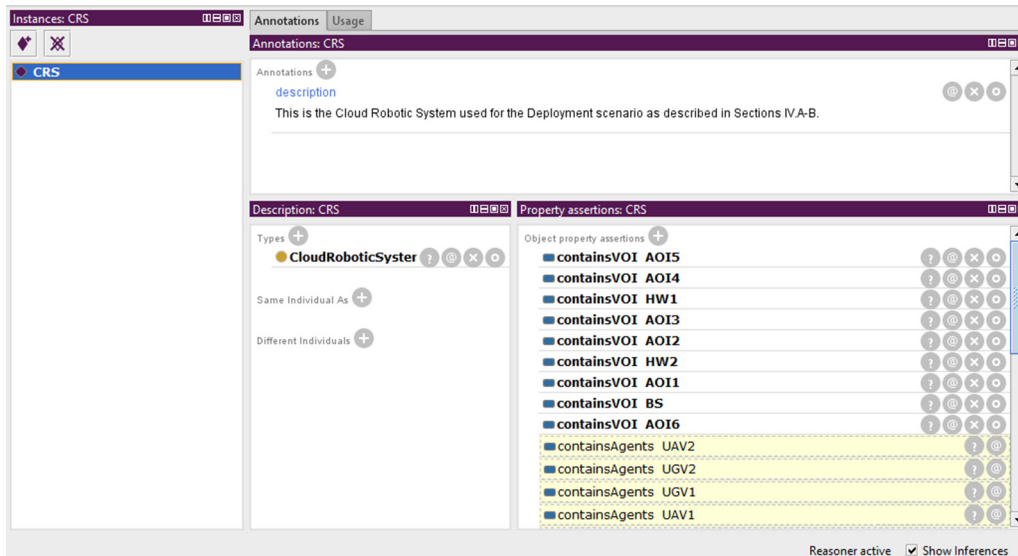 Instances: CRS
CRS
Annotations Usage
Annotations: CRS
Annotations
description
This is the Cloud Robotic System used for the Deployment scenario as described in Sections IV.A-B.
Description: CRS
Types
CloudRoboticSyster
Same Individual As
Different Individuals
Property assertions: CRS
Object property assertions
containsVOI AOI5
containsVOI AOI4
containsVOI HW1
containsVOI AOI3
containsVOI AOI2
containsVOI HW2
containsVOI AOI1
containsVOI BS
containsVOI AOI6
containsAgents UAV2
containsAgents UGV2
containsAgents UGV1
containsAgents UAV1
Reasoner active Show Inferences